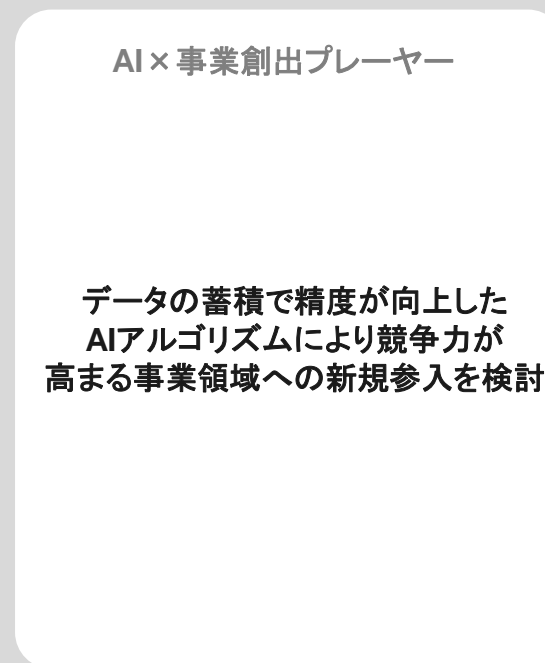 AI×事業創出プレーヤー
データの蓄積で精度が向上した
AIアルゴリズムにより競争力が
高まる事業領域への新規参入を検討